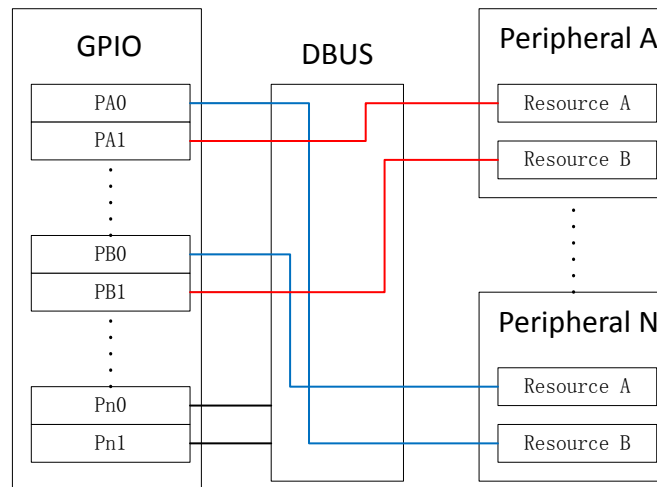 GPIO
PA0
PA1
PB0
PB1
Pn0
Pn1
DBUS
Peripheral A
Resource A
Resource B
Peripheral N
Resource A
Resource B